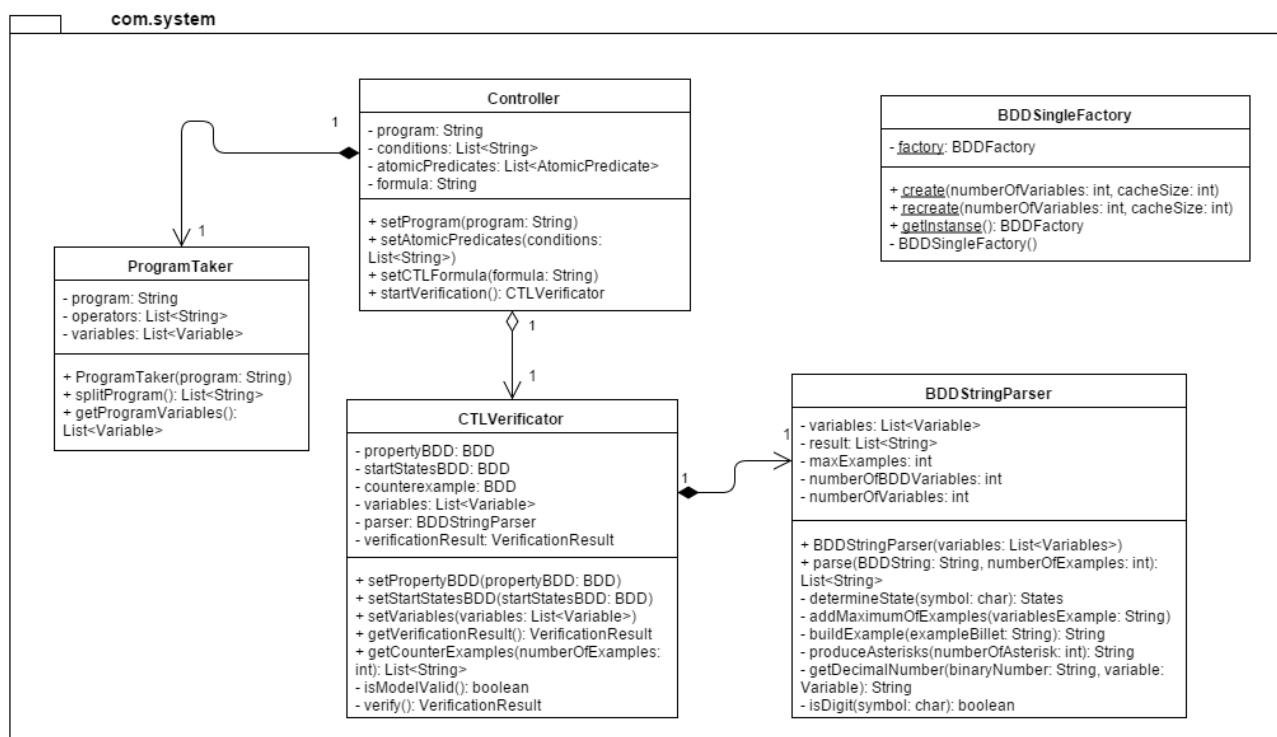 com.system
Controller
- program: String
- conditions: List<String>
- atomicPredicates: List<AtomicPredicate>
- formula: String
+ setProgram(program: String)
+ setAtomicPredicates(conditions:
List<String>)
+ setCTLFormula(formula: String)
+ startVerification(): CTLVerificator
BDDSingleFactory
- factory: BDDFactory
+ create(numberOfVariables: int, cacheSize: int)
+ recreate(numberOfVariables: int, cacheSize: int)
+ getInstanse(): BDDFactory
- BDDSingleFactory()
1
1
ProgramTaker
- program: String
- operators: List<String>
- variables: List<Variable>
+ ProgramTaker(program: String)
+ splitProgram(): List<String>
+ getProgramVariables():
List<Variable>
1
1
CTLVerificator
- propertyBDD: BDD
- startStatesBDD: BDD
- counterexample: BDD
- variables: List<Variable>
- parser: BDDStringParser
- verificationResult: VerificationResult
+ setPropertyBDD(propertyBDD: BDD)
+ setStartStatesBDD(startStatesBDD: BDD)
+ setVariables(variables: List<Variable>)
+ getVerificationResult(): VerificationResult
+ getCounterExamples(numberOfExamples:
int): List<String>
- isModelValid(): boolean
- verify(): VerificationResult
1
1
BDDStringParser
- variables: List<Variable>
- result: List<String>
- maxExamples: int
- numberOfBDDVariables: int
- numberOfVariables: int
+ BDDStringParser(variables: List<Variables>)
+ parse(BDDString: String, numberOfExamples: int):
List<String>
- determineState(symbol: char): States
- addMaximumOfExamples(variablesExample: String)
- buildExample(exampleBillet: String): String
- produceAsterisks(numberOfAsterisk: int): String
- getDecimalNumber(binaryNumber: String, variable:
Variable): String
- isDigit(symbol: char): boolean